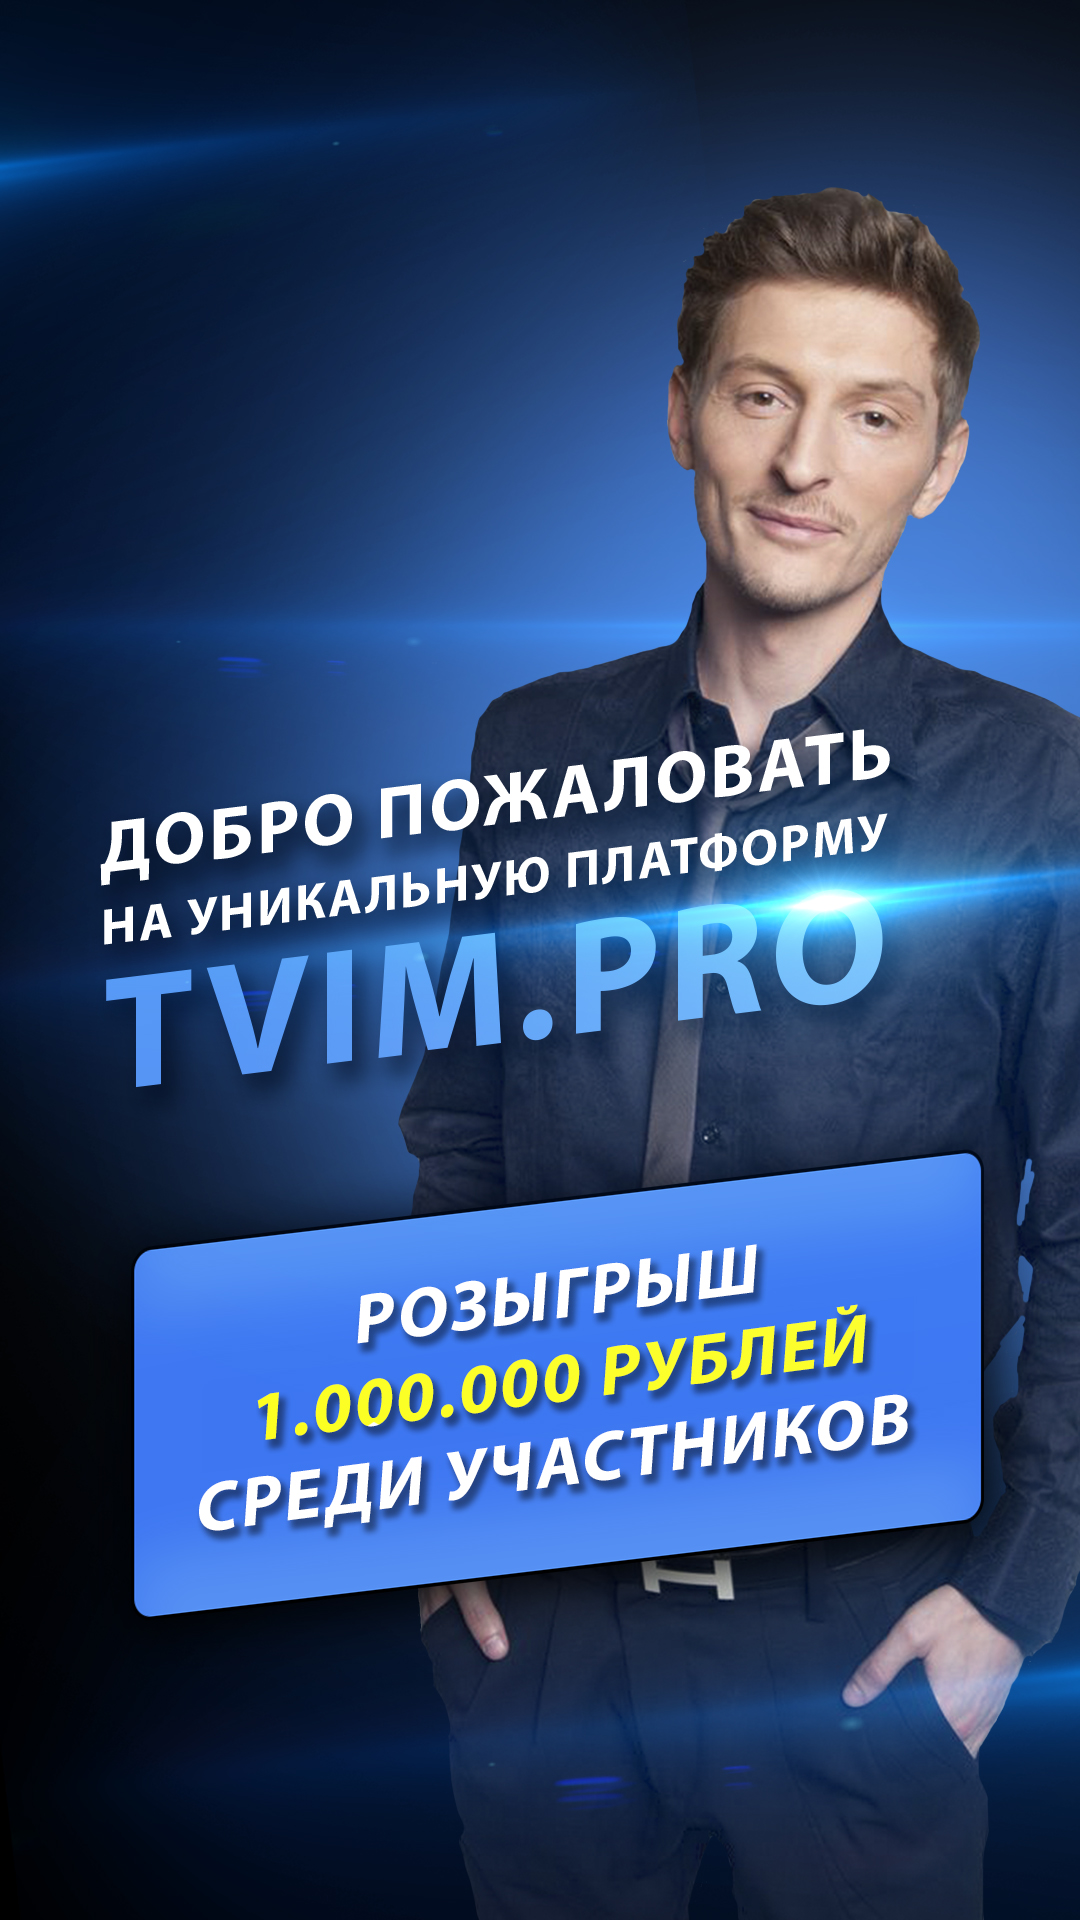 ДОБРО ПОЖАЛОВАТЬ
НА УНИКАЛЬНУЮ ПЛАТФОРМУ
TVIM.PRO
РОЗЫГРЫШ
1.000.000 РУБЛЕЙ
СРЕДИ УЧАСТНИКОВ